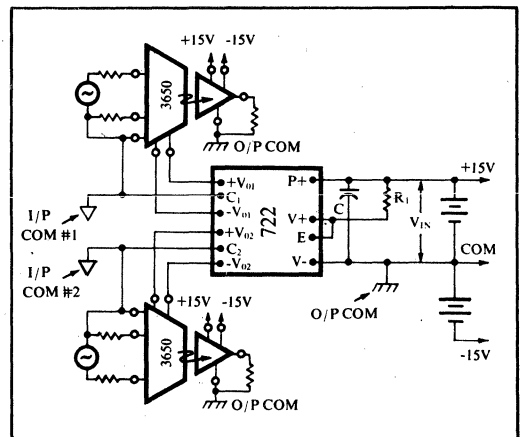 +15V -15V
3650
O/P COM
I/P
COM #1
+V01
C1
-V01
+V02
C2
-V02
722
P+
V+
E
V-
C
R1
VIN
+15V
COM
-15V
O/P COM
I/P
COM #2
+15V -15V
3650
O/P COM